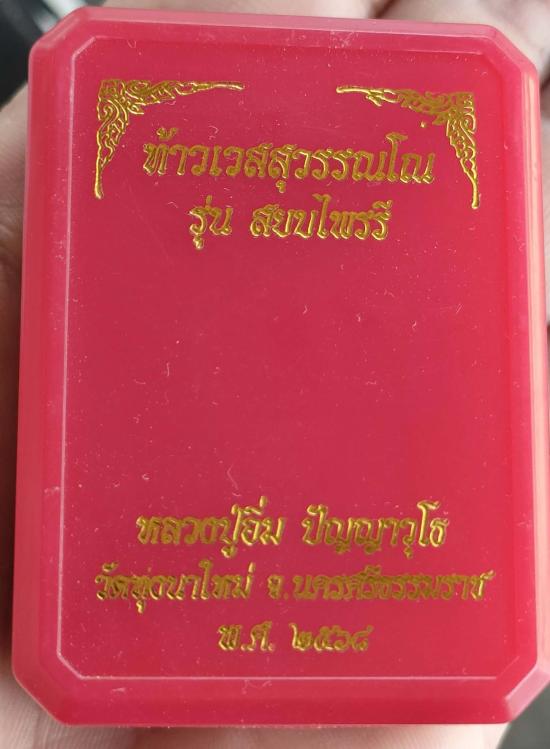 ท้าวเวสสุวรรณโณ
รุ่น สยบไพรี
หลวงปู่อิ่ม ปัญญาวุโธ
วัดทุ่งนาใหม่ จ.นครศรีธรรมราช
พ.ศ. ๒๕๖๘